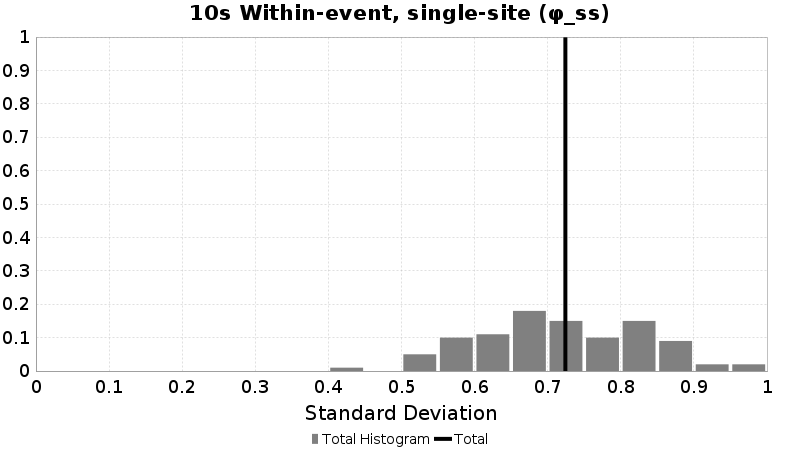 10s Within-event, single-site (φ_ss)
1
0.9
0.8
0.7
0.6
0.5
0.4
0.3
0.2
0.1
0
0 0.1 0.2 0.3 0.4 0.5 0.6 0.7 0.8 0.9 1
Standard Deviation
Total Histogram Total